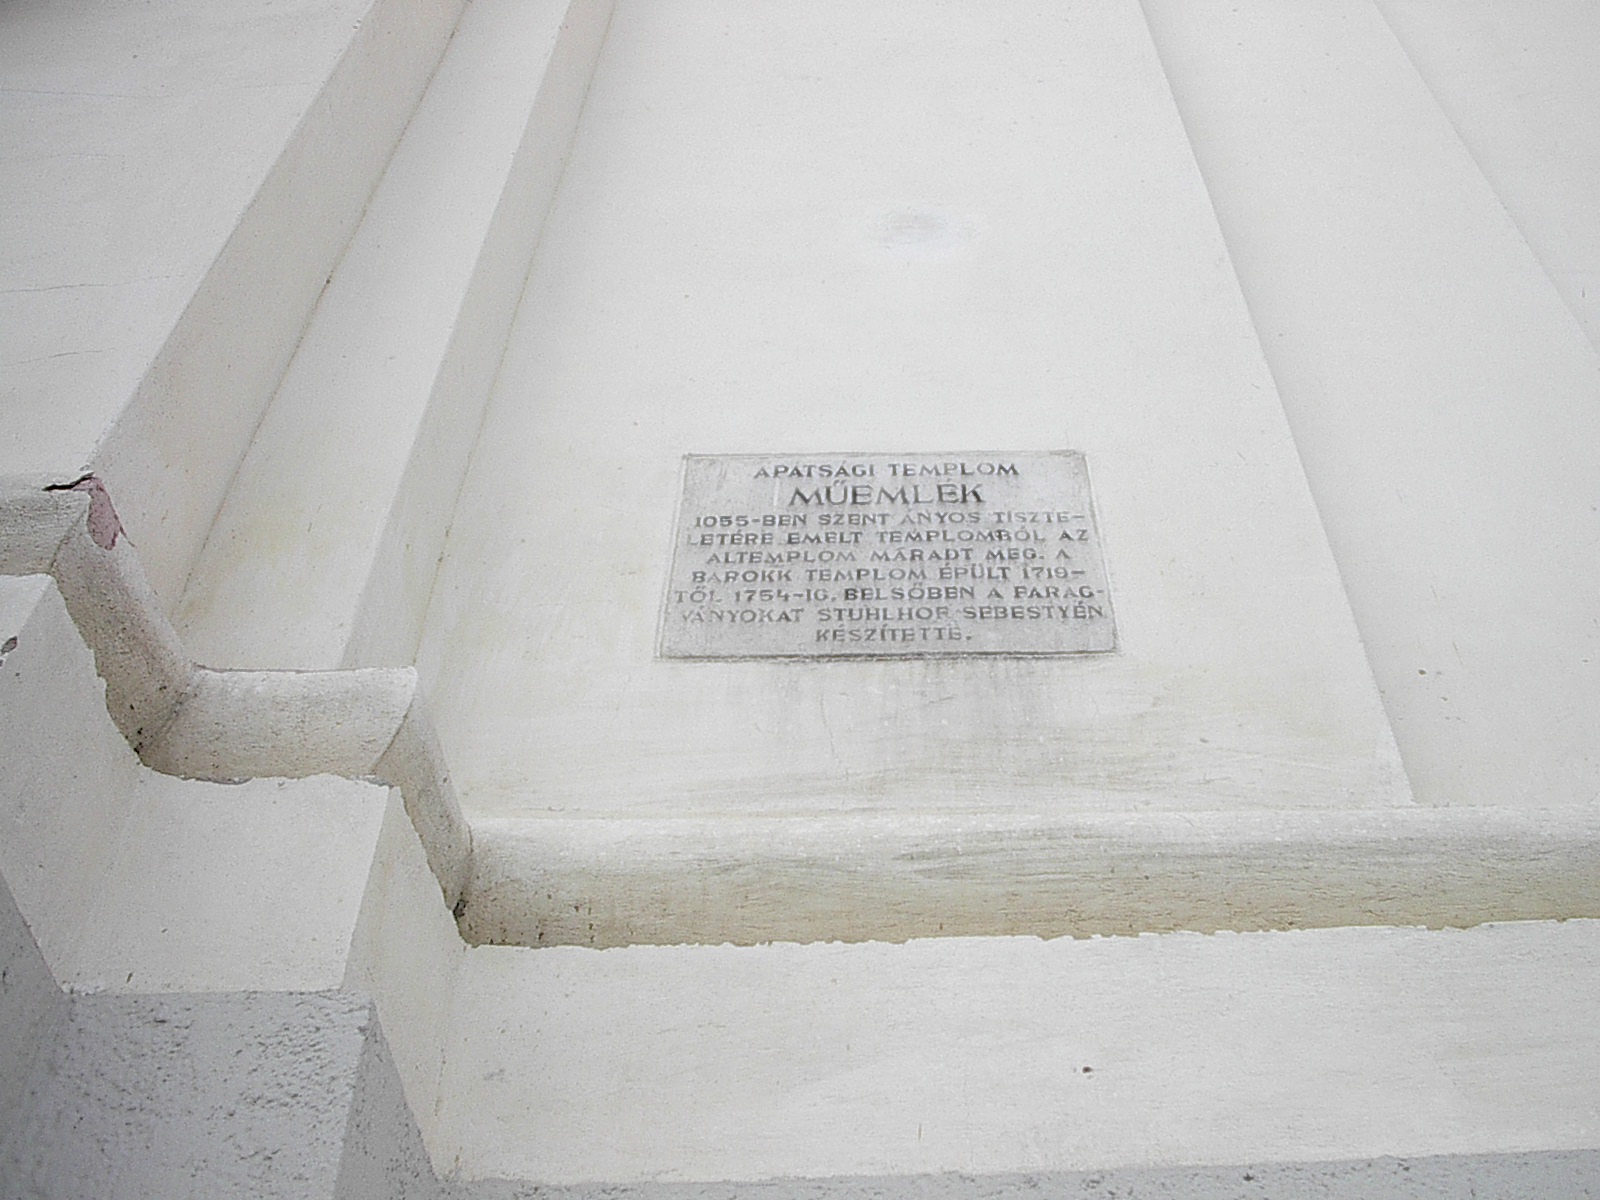 APÁTSÁGI TEMPLOM
MŰEMLÉK
1055-BEN SZENT ÁNYOS TISZTE-
LETÉRE EMELT TEMPLOMBÓL AZ
ALTEMPLOM MARADT MEG. A
BAROKK TEMPLOM ÉPÜLT 1719-
TŐL 1754-IG. BELSŐBEN A FARAG-
VÁNYOKAT STUHLHOF SEBESTYÉN
KÉSZÍTETTE.